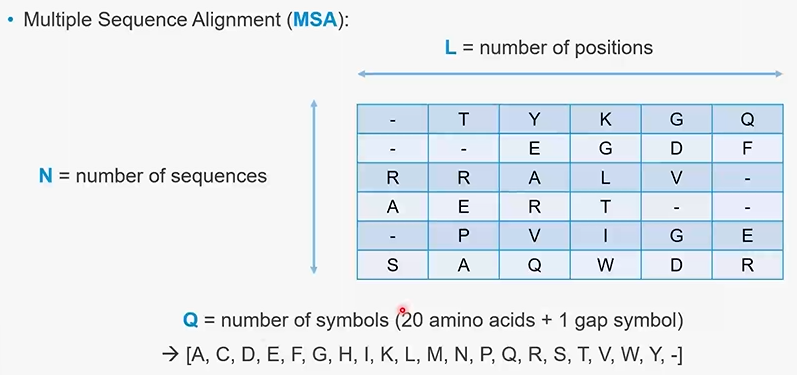 • Multiple Sequence Alignment (MSA):
L = number of positions
- T Y K G Q
- - E G D F
N = number of sequences
R R A L V -
A E R T - -
- P V I G E
S A Q W D R
Q = number of symbols (20 amino acids + 1 gap symbol)
→ [A, C, D, E, F, G, H, I, K, L, M, N, P, Q, R, S, T, V, W, Y, -]